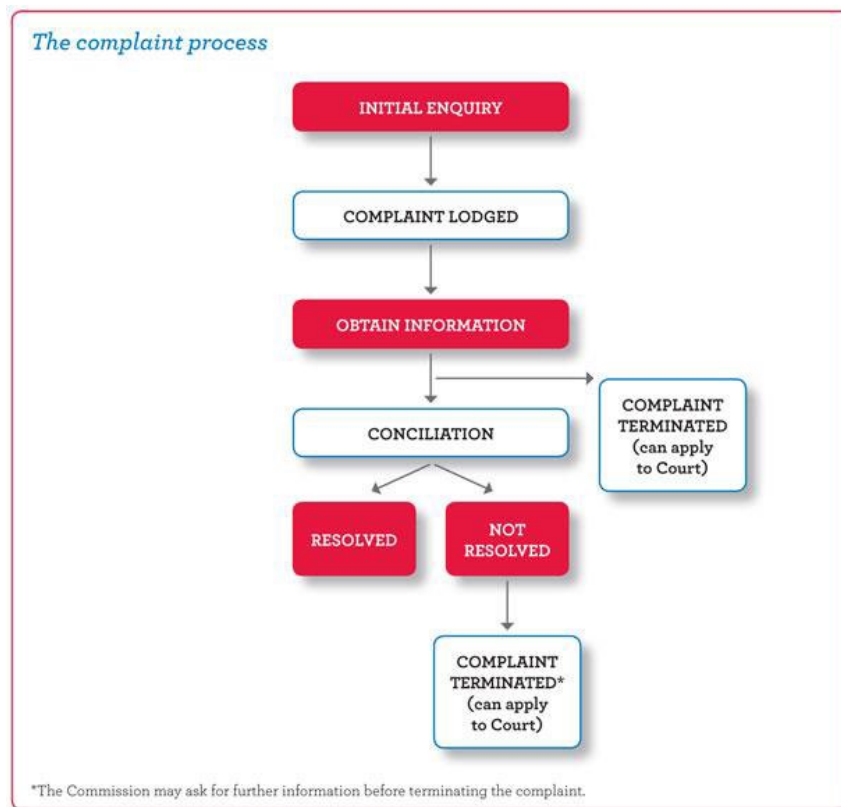 The complaint process
INITIAL ENQUIRY
COMPLAINT LODGED
OBTAIN INFORMATION
COMPLAINT
TERMINATED
(can apply
to Court)
CONCILIATION
RESOLVED
NOT
RESOLVED
COMPLAINT
TERMINATED*
(can apply
to Court)
*The Commission may ask for further information before terminating the complaint.